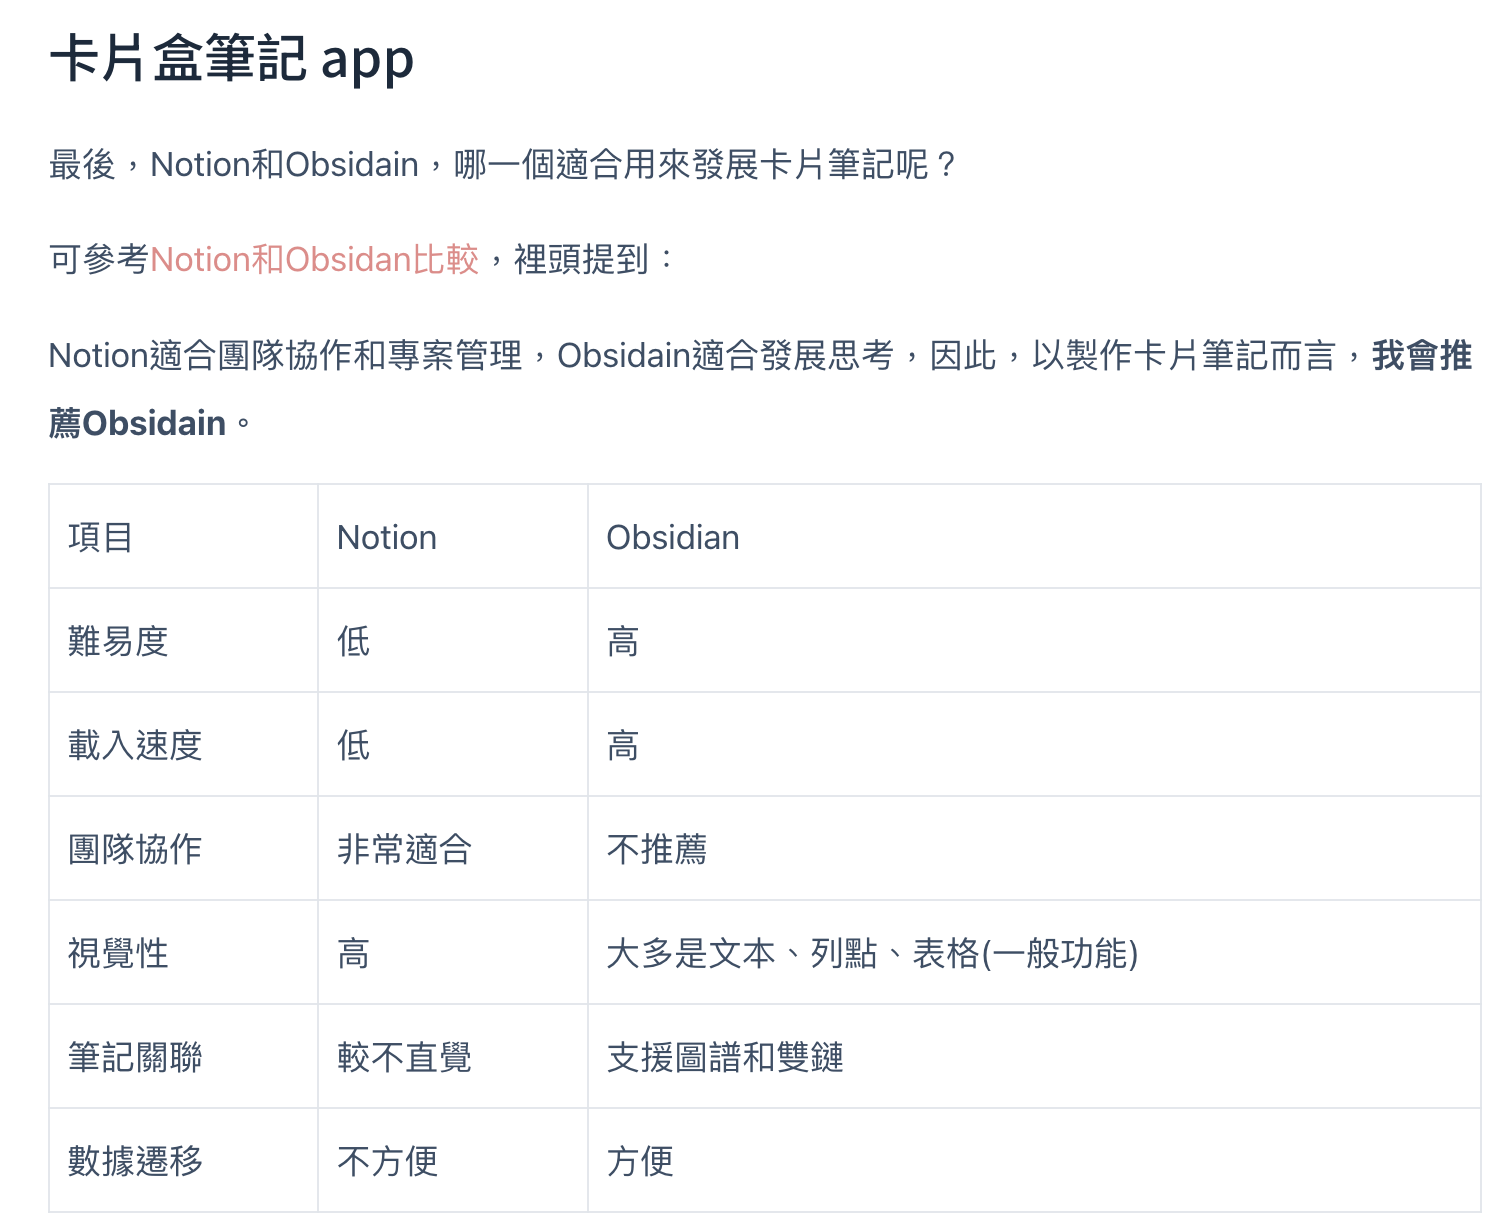 卡片盒筆記 app
最後，Notion和Obsidain，哪一個適合用來發展卡片筆記呢？
可參考Notion和Obsidan比較，裡頭提到：
Notion適合團隊協作和專案管理，Obsidain適合發展思考，因此，以製作卡片筆記而言，我會推
薦Obsidain。
項目 Notion Obsidian
難易度 低 高
載入速度 低 高
團隊協作 非常適合 不推薦
視覺性 高 大多是文本、列點、表格(一般功能)
筆記關聯 較不直覺 支援圖譜和雙鏈
數據遷移 不方便 方便